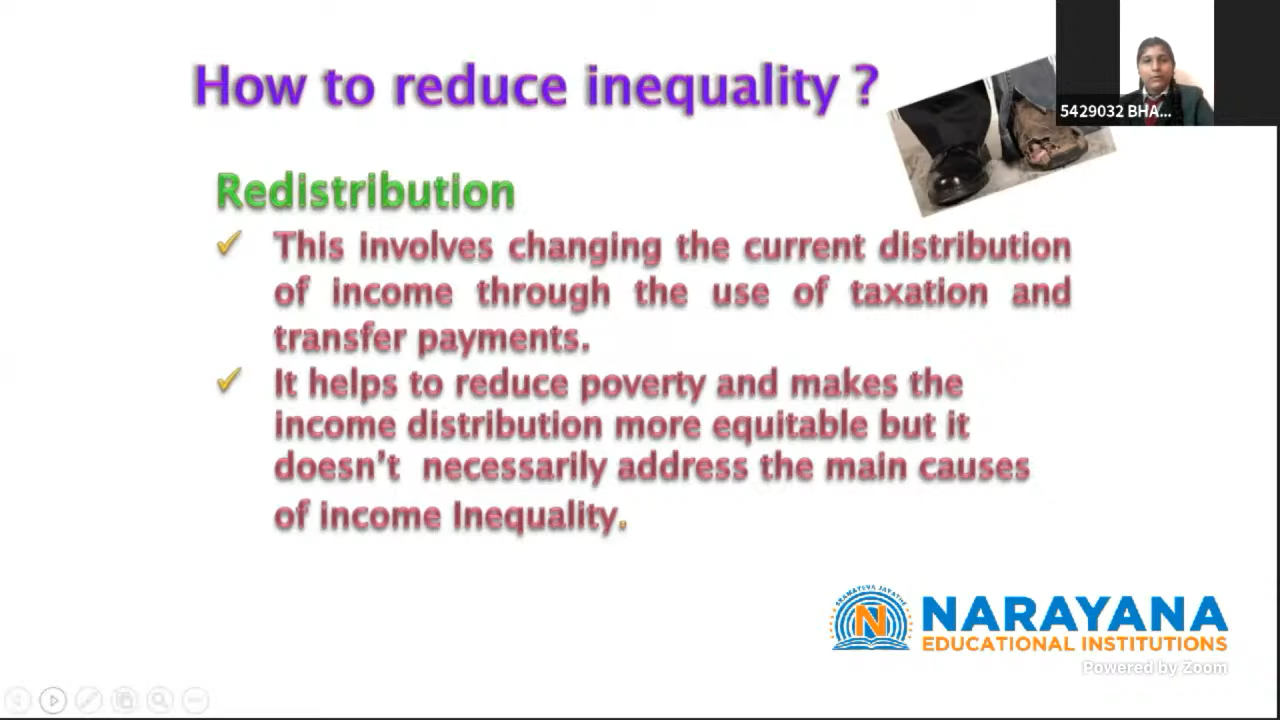 How to reduce inequality ?
5429032 BHA...
Redistribution
This involves changing the current distribution
of income through the use of taxation and
transfer payments.
It helps to reduce poverty and makes the
income distribution more equitable but it
doesn't necessarily address the main causes
of income Inequality.
SRAMAYEVA JAYATHE
N
NARAYANA
EDUCATIONAL INSTITUTIONS
Powered by Zoom